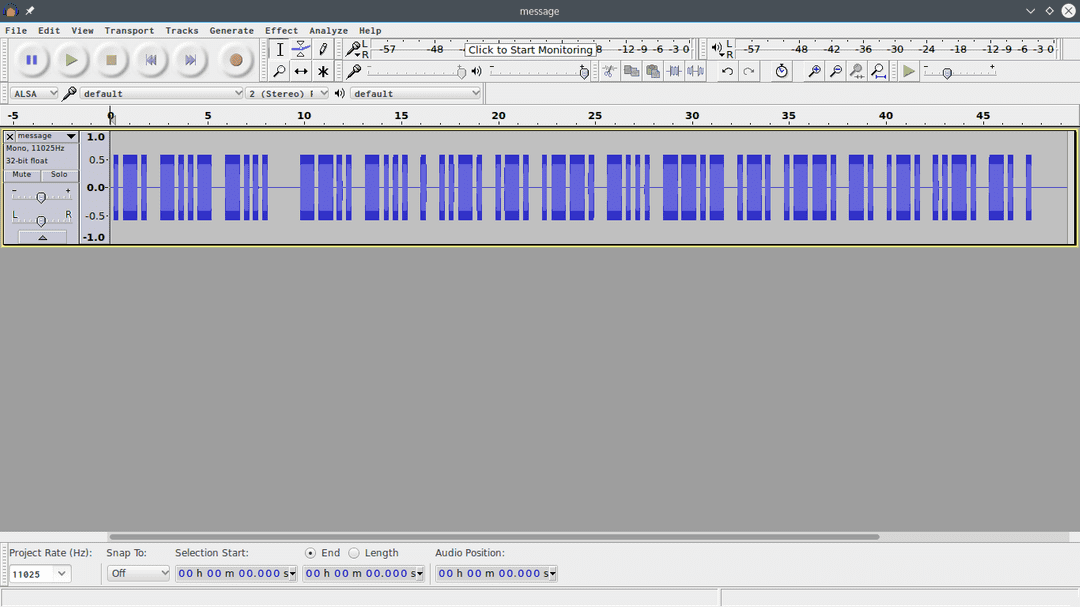 message
File Edit View Transport Tracks Generate Effect Analyze Help
L R -57 -48 Click to Start Monitoring 8 -12 -9 -6 -3 0 L R -57 -48 -42 -36 -30 -24 -18 -12 -9 -6 -3 0
- + - + - +
ALSA default 2 (Stereo) default
-5 0 5 10 15 20 25 30 35 40 45
message 1.0
Mono, 11025Hz
32-bit float 0.5-
Mute Solo
- + 0.0-
L R -0.5-
-1.0
Project Rate (Hz): Snap To: Selection Start: End Length Audio Position:
11025 Off 00 h 00 m 00.000 s 00 h 00 m 00.000 s 00 h 00 m 00.000 s